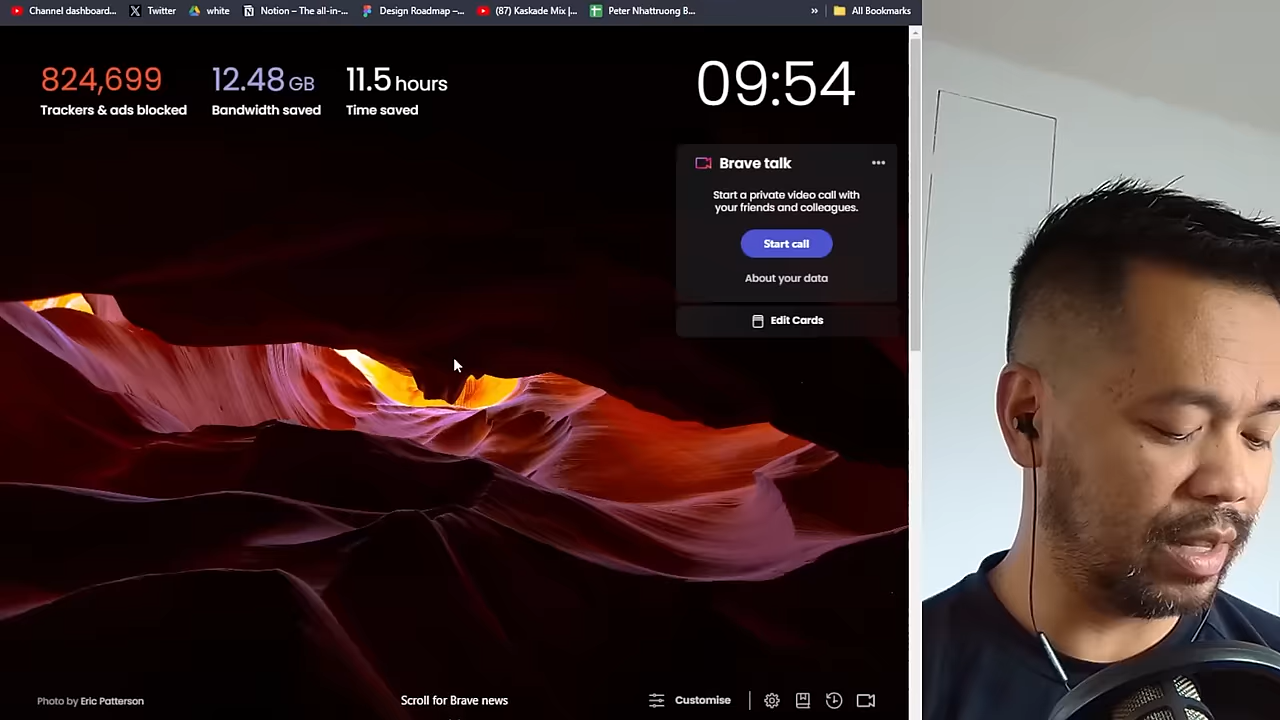 Channel dashboard...
Twitter
white
Notion – The all-in-...
Design Roadmap –...
(87) Kaskade Mix |...
Peter Nhattruong B...
»
All Bookmarks
824,699
12.48 GB
11.5 hours
Trackers & ads blocked
Bandwidth saved
Time saved
09:54
Brave talk
Start a private video call with
your friends and colleagues.
Start call
About your data
Edit Cards
Photo by Eric Patterson
Scroll for Brave news
Customise